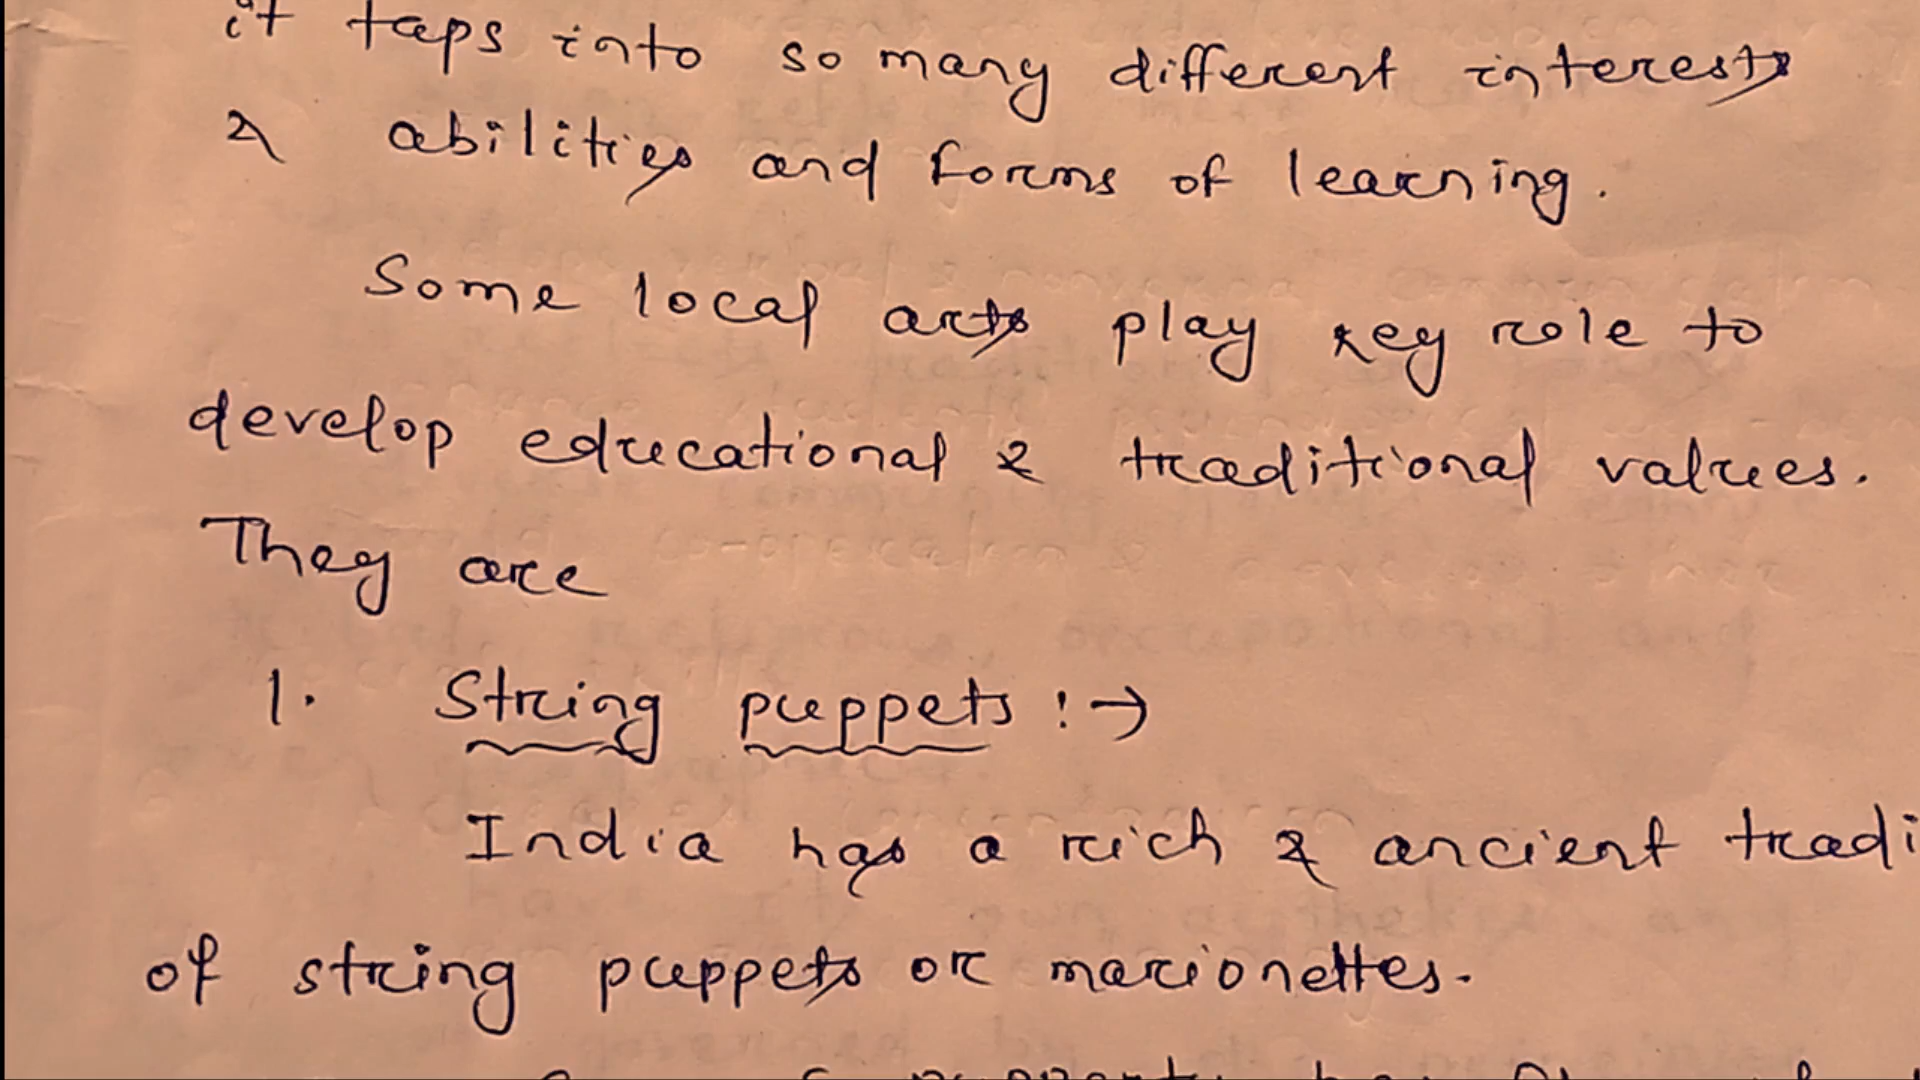 it taps into so many different interests
& abilities and forms of learning.
Some local arts play key role to
develop educational & traditional values.
They are
1. String puppets :→
India has a rich & ancient tradi
of string puppets or marionettes.